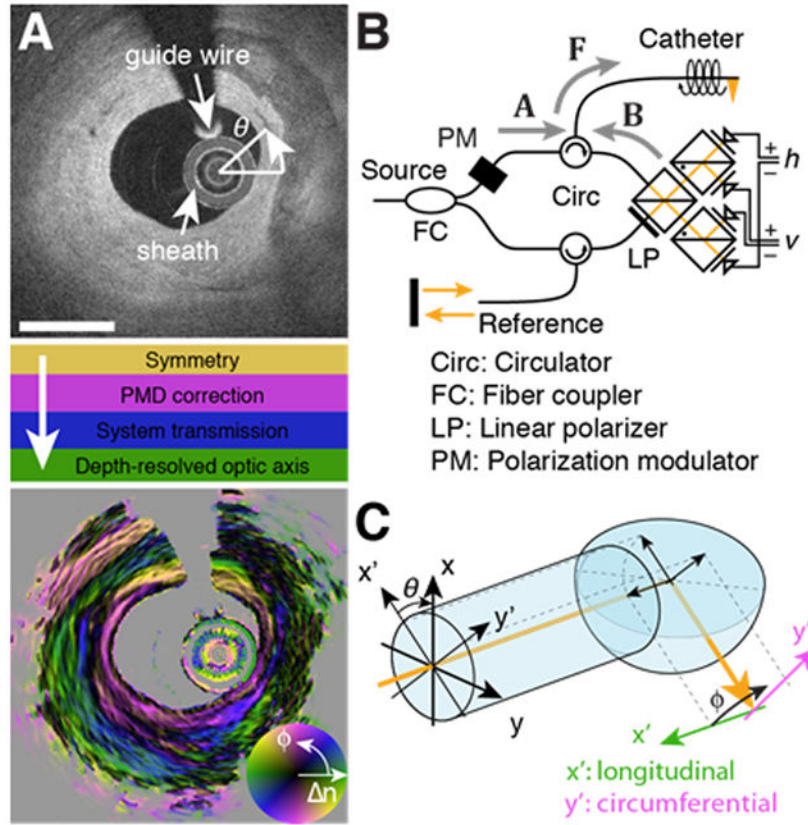 A
guide wire
θ
sheath
Symmetry
PMD correction
System transmission
Depth-resolved optic axis
ϕ
Δn
B
Catheter
F
A
B
PM
Source
FC
Circ
LP
+
h
−
+
v
−
Reference
Circ: Circulator
FC: Fiber coupler
LP: Linear polarizer
PM: Polarization modulator
C
x'
θ
x
y'
y
ϕ
y'
x'
x': longitudinal
y': circumferential